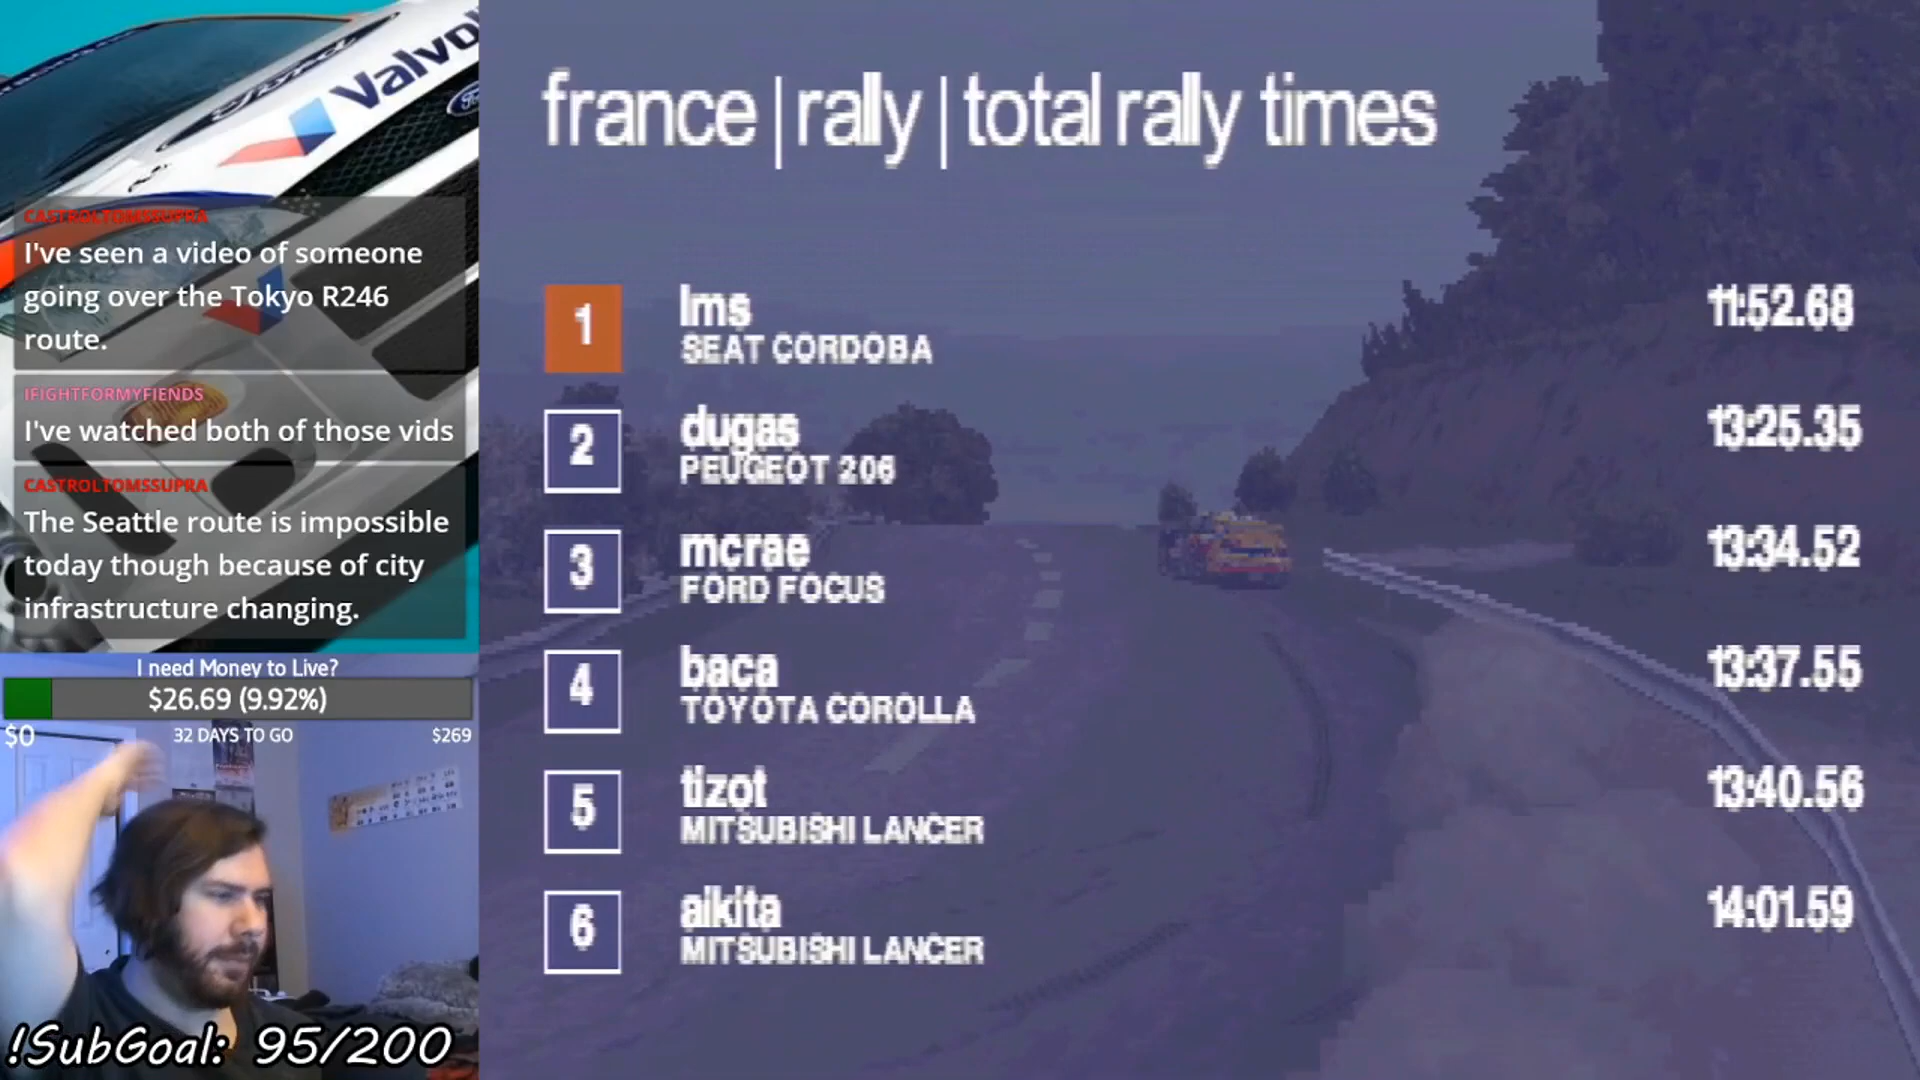 Valvo
Ford
CASTROLTOMSSUPRA
I've seen a video of someone
going over the Tokyo R246
route.
IFIGHTFORMYFIENDS
I've watched both of those vids
CASTROLTOMSSUPRA
The Seattle route is impossible
today though because of city
infrastructure changing.
I need Money to Live?
$26.69 (9.92%)
$0 32 DAYS TO GO $269
!SubGoal: 95/200
france | rally | total rally times
1 lms 11:52.68
SEAT CORDOBA
2 dugas 13:25.35
PEUGEOT 206
3 mcrae 13:34.52
FORD FOCUS
4 baca 13:37.55
TOYOTA COROLLA
5 tizot 13:40.56
MITSUBISHI LANCER
6 aikita 14:01.59
MITSUBISHI LANCER